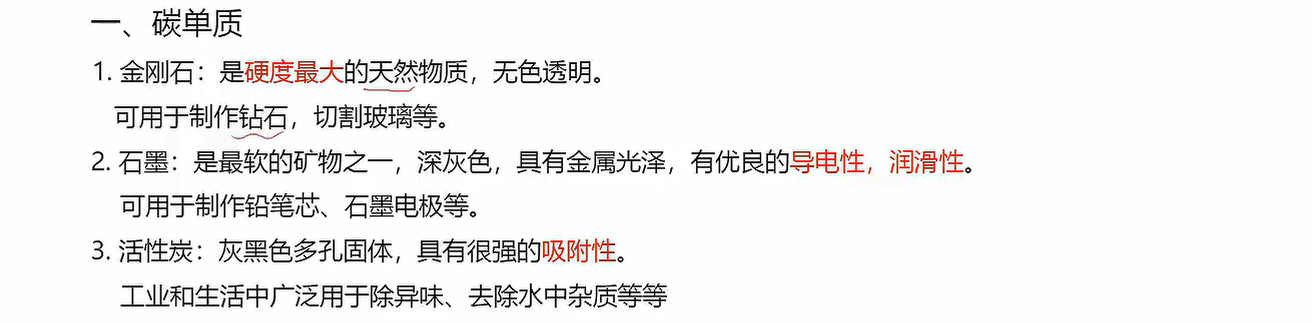 一、碳单质
1. 金刚石：是硬度最大的天然物质，无色透明。
可用于制作钻石，切割玻璃等。
2. 石墨：是最软的矿物之一，深灰色，具有金属光泽，有优良的导电性，润滑性。
可用于制作铅笔芯、石墨电极等。
3. 活性炭：灰黑色多孔固体，具有很强的吸附性。
工业和生活中广泛用于除异味、去除水中杂质等等